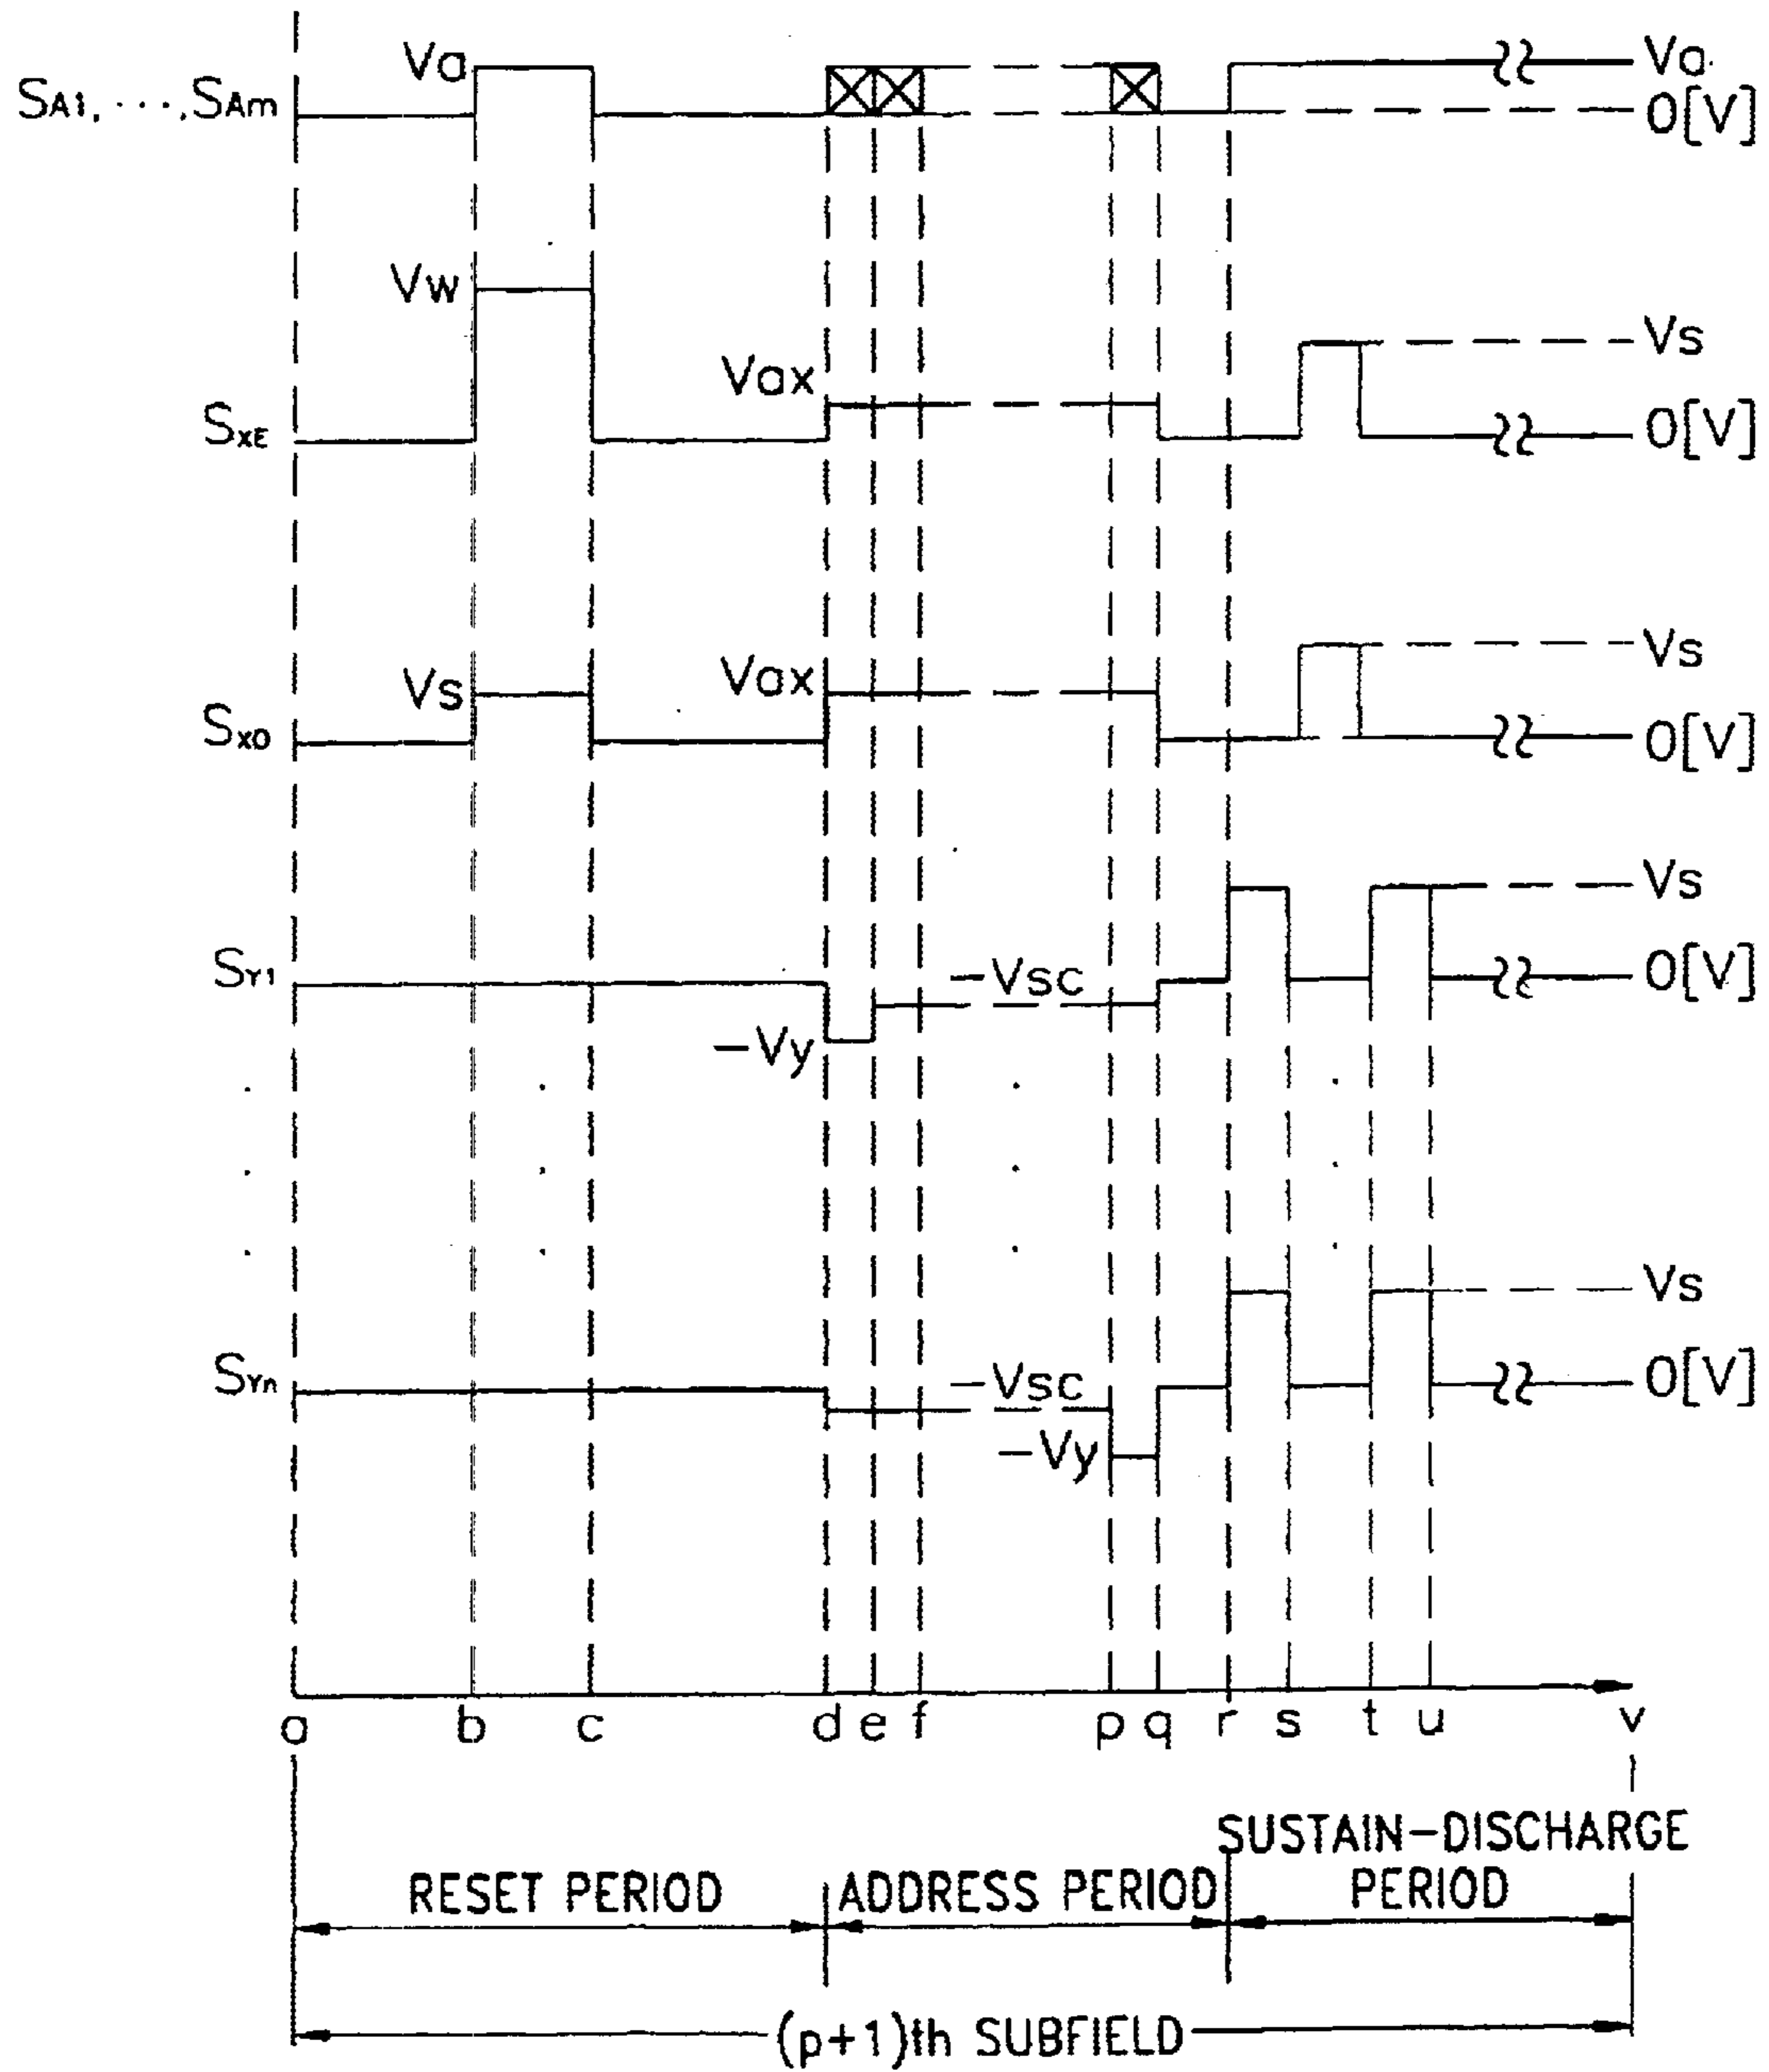 Va
SA1, ···, SAm
Va
0[V]
Vw
Vs
Vax
SXE
0[V]
Vs
Vax
Vs
SXO
0[V]
Vs
SY1
-Vsc
0[V]
-Vy
Vs
SYn
-Vsc
0[V]
-Vy
a b c d e f p q r s t u v
SUSTAIN-DISCHARGE
RESET PERIOD ADDRESS PERIOD PERIOD
(p+1)th SUBFIELD